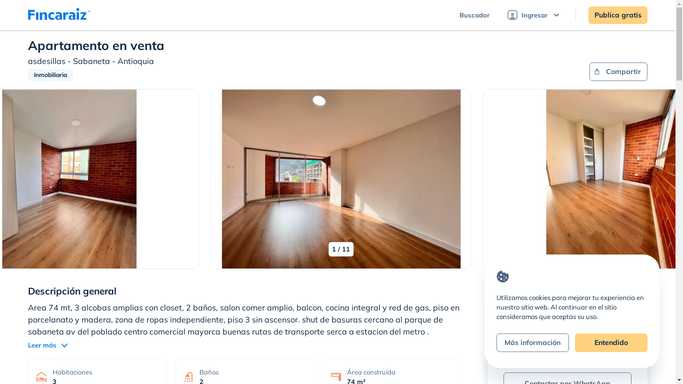 Fincaraiz
Buscador
Ingresar
Publica gratis
Apartamento en venta
asdesillas - Sabaneta - Antioquia
Inmobiliaria
Compartir
1 / 11
Descripción general
Area 74 mt, 3 alcobas amplias con closet, 2 baños, salon comer amplio, balcon, cocina integral y red de gas, piso en
porcelanato y madera, zona de ropas independiente, piso 3 sin ascensor. shut de basuras cercano al parque de
sabaneta av del poblado centro comercial mayorca buenas rutas de transporte serca a estacion del metro .
Leer más
Habitaciones
3
Baños
2
Área construida
74 m²
Utilizamos cookies para mejorar tu experiencia en
nuestro sitio web. Al continuar en el sitio
consideramos que aceptas su uso.
Más información
Entendido
Contactar por WhatsApp